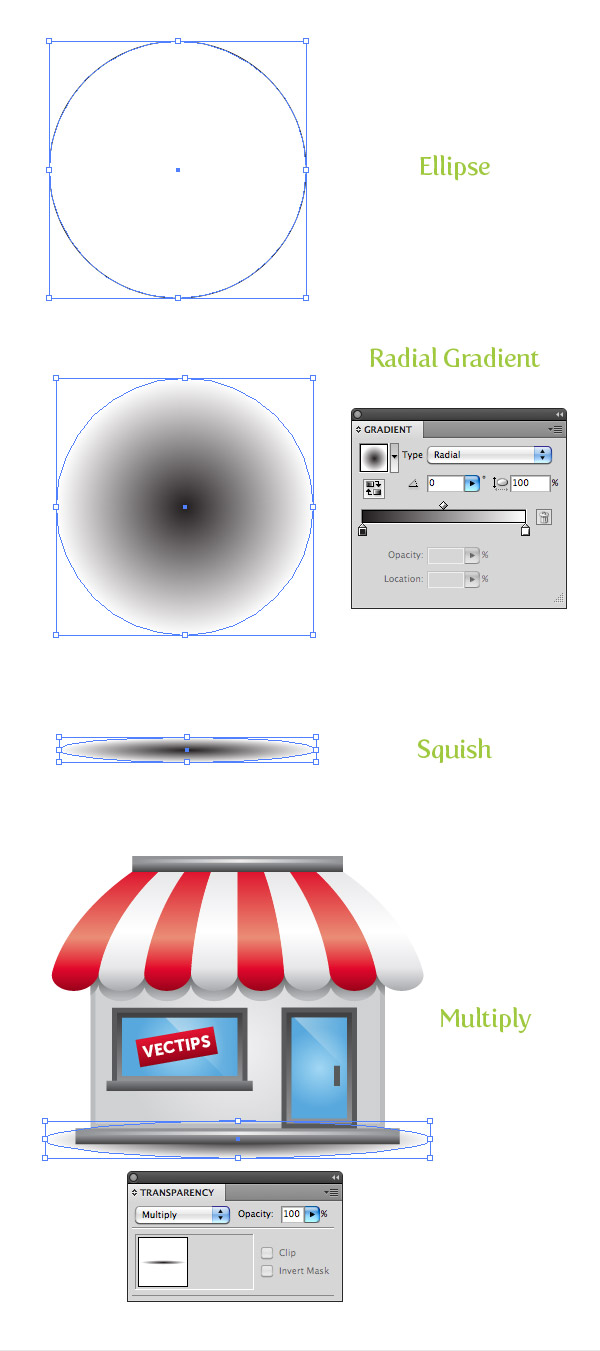 Ellipse
Radial Gradient
GRADIENT
Type Radial
0 ° 100 %
Opacity: %
Location: %
Squish
VECTIPS
Multiply
TRANSPARENCY
Multiply Opacity: 100 %
Clip
Invert Mask